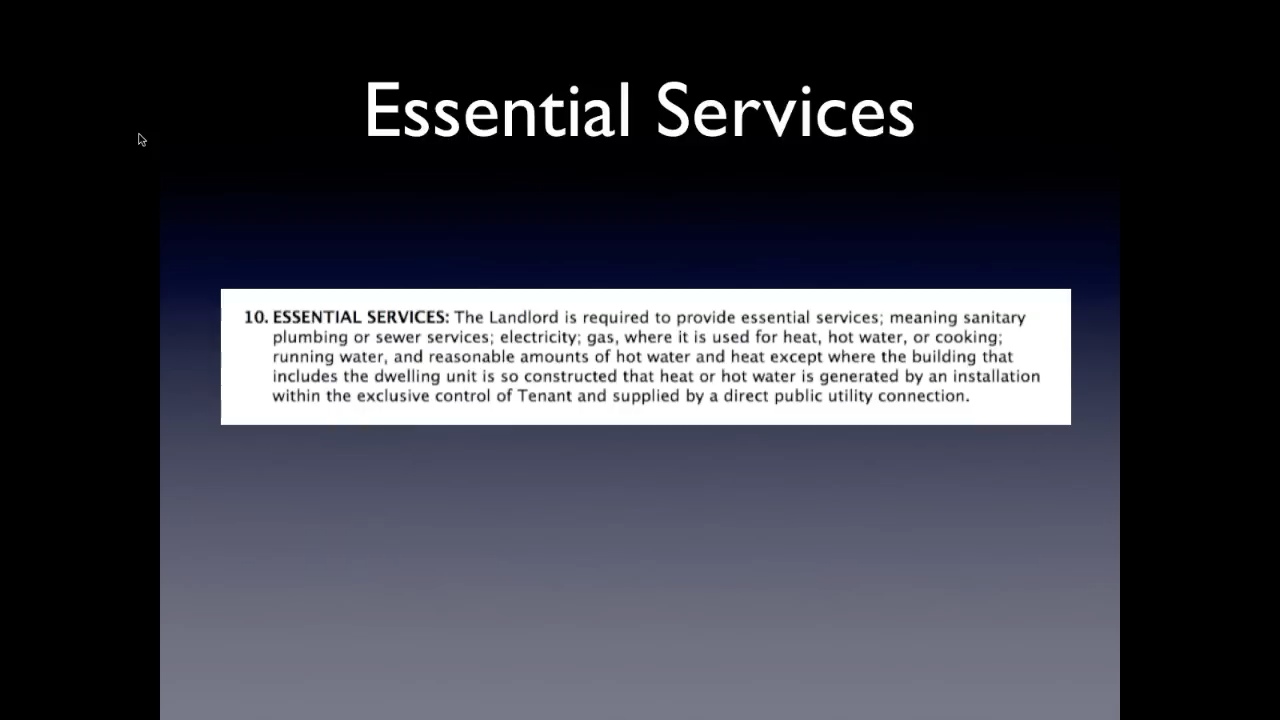 Essential Services
10. ESSENTIAL SERVICES: The Landlord is required to provide essential services; meaning sanitary
plumbing or sewer services; electricity; gas, where it is used for heat, hot water, or cooking;
running water, and reasonable amounts of hot water and heat except where the building that
includes the dwelling unit is so constructed that heat or hot water is generated by an installation
within the exclusive control of Tenant and supplied by a direct public utility connection.